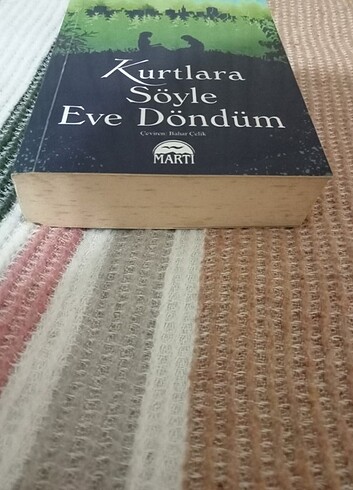 Kurtlara
Söyle
Eve Döndüm
Çeviren: Bahar Çelik
MARTI